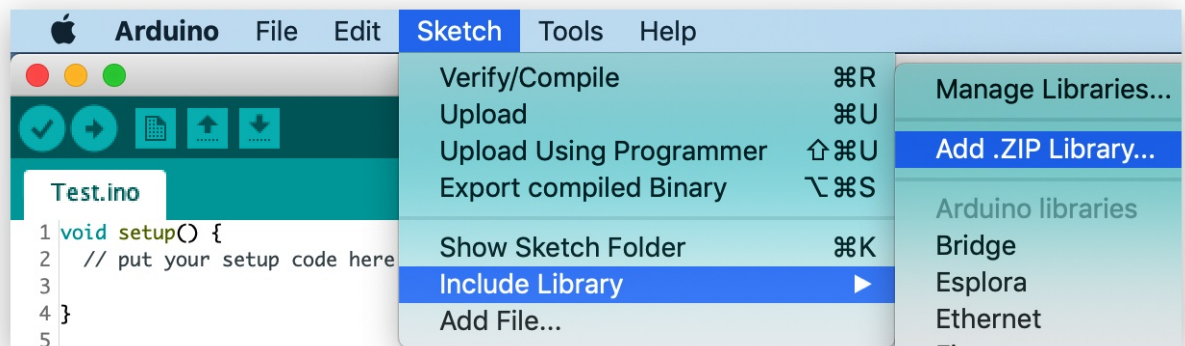 Arduino File Edit Sketch Tools Help
Verify/Compile ⌘R
Upload ⌘U
Upload Using Programmer ⇧⌘U
Export compiled Binary ⌥⌘S
Show Sketch Folder ⌘K
Include Library ▶
Add File...
Manage Libraries...
Add .ZIP Library...
Arduino libraries
Bridge
Esplora
Ethernet
Test.ino
1 void setup() {
2 // put your setup code here
3
4 }
5